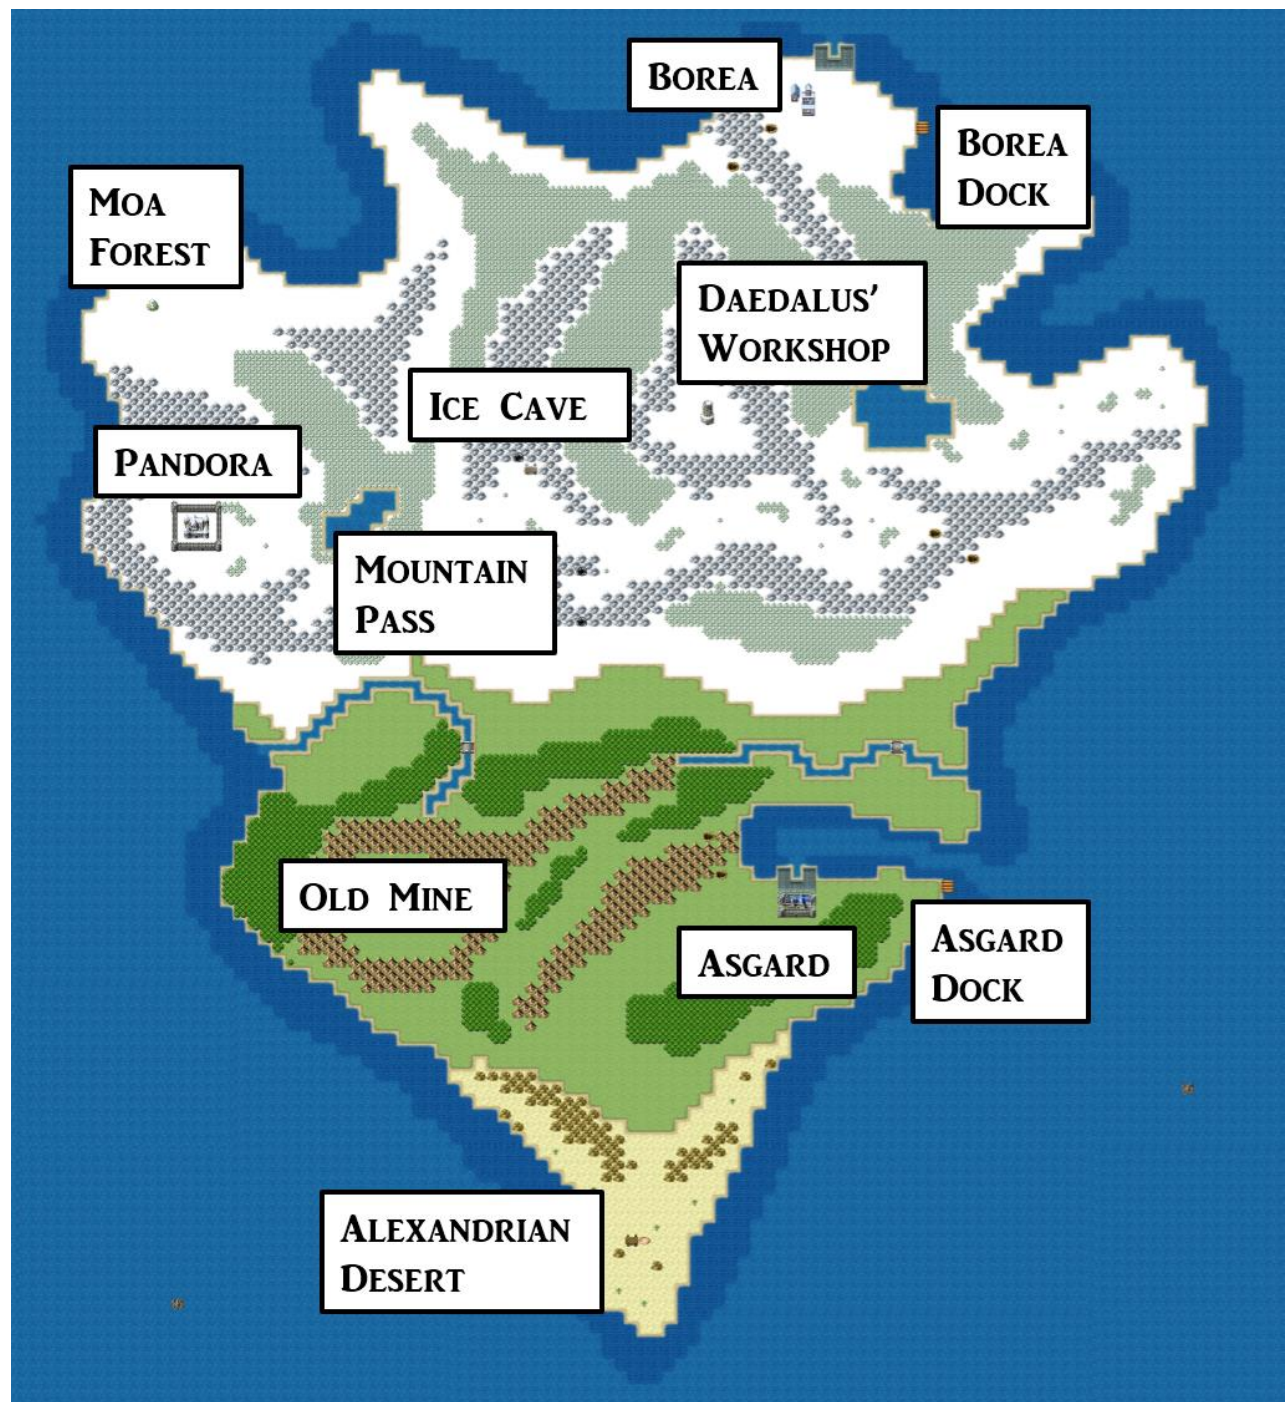 Borea
Borea
Dock
Moa
Forest
Daedalus'
Workshop
Ice Cave
Pandora
Mountain
Pass
Old Mine
Asgard
Asgard
Dock
Alexandrian
Desert